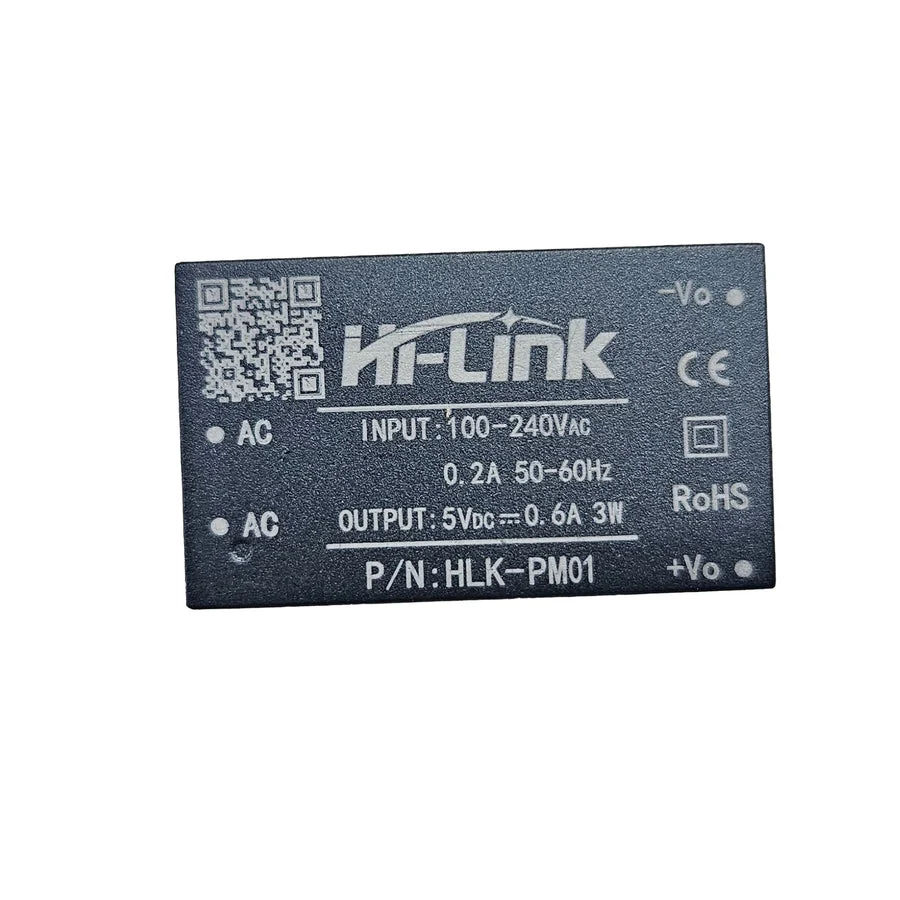 -Vo
Hi-Link
CE
AC
INPUT:100-240VAC
0.2A 50-60Hz
RoHS
AC
OUTPUT:5VDC⎓0.6A 3W
P/N:HLK-PM01
+Vo